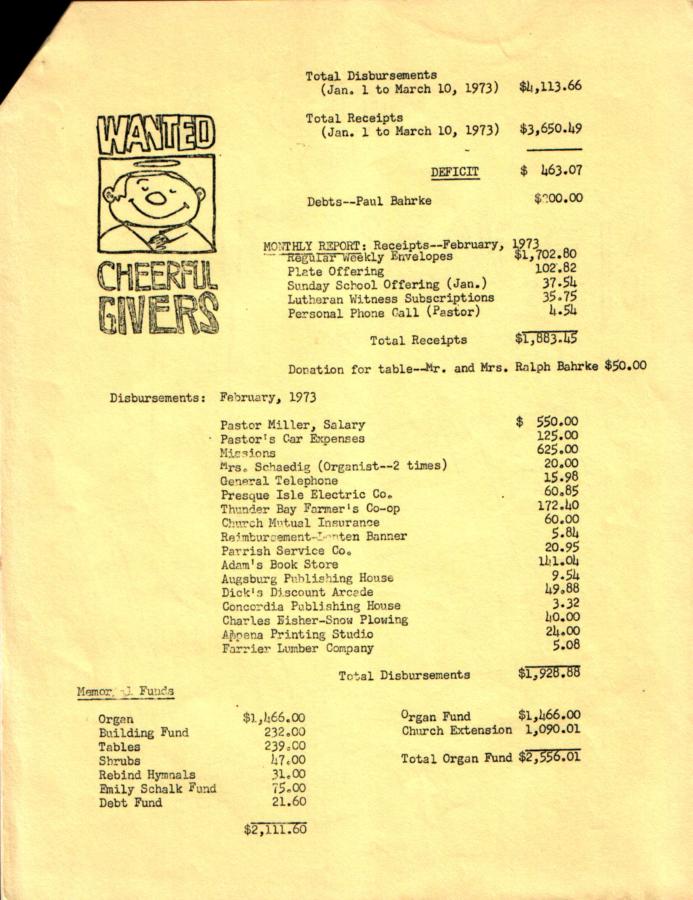 WANTED
CHEERFUL
GIVERS
Total Disbursements
(Jan. 1 to March 10, 1973) $4,113.66
Total Receipts
(Jan. 1 to March 10, 1973) $3,650.49
DEFICIT $ 463.07
Debts--Paul Bahrke 00.00
MONTHLY REPORT: Receipts--February, 1973
Regular Weekly Envelopes $1,702.80
Plate Offering 102.82
Sunday School Offering (Jan.) 37.54
Lutheran Witness Subscriptions 35.75
Personal Phone Call (Pastor) 4.54
Total Receipts $1,883.45
Donation for table--Mr. and Mrs. Ralph Bahrke $50.00
Disbursements: February, 1973
Pastor Miller, Salary $ 550.00
Pastor's Car Expenses 125.00
Missions 625.00
Mrs. Schaedig (Organist--2 times) 20.00
General Telephone 15.98
Presque Isle Electric Co. 60.85
Thunder Bay Farmer's Co-op 172.40
Church Mutual Insurance 60.00
Reimbursement-Lenten Banner 5.84
Parrish Service Co. 20.95
Adam's Book Store 141.04
Augsburg Publishing House 9.54
Dick's Discount Arcade 49.88
Concordia Publishing House 3.32
Charles Eisher-Snow Plowing 40.00
Alpena Printing Studio 24.00
Farrier Lumber Company 5.08
Total Disbursements $1,928.88
Memorial Funds
Organ $1,466.00
Building Fund 232.00
Tables 239.00
Shrubs 47.00
Rebind Hymnals 31.00
Emily Schalk Fund 75.00
Debt Fund 21.60
$2,111.60
Organ Fund $1,466.00
Church Extension 1,090.01
Total Organ Fund $2,556.01